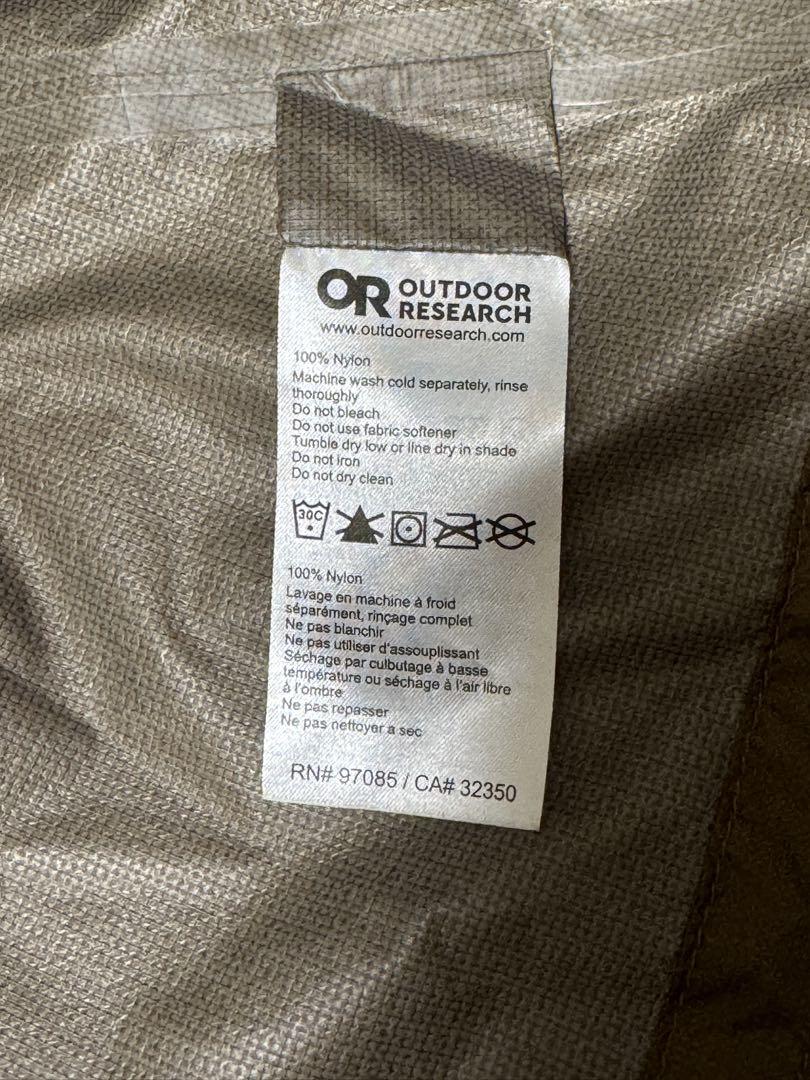 OR OUTDOOR
RESEARCH
www.outdoorresearch.com
100% Nylon
Machine wash cold separately, rinse
thoroughly
Do not bleach
Do not use fabric softener
Tumble dry low or line dry in shade
Do not iron
Do not dry clean
30C
100% Nylon
Lavage en machine à froid
séparément, rinçage complet
Ne pas blanchir
Ne pas utiliser d'assouplissant
Séchage par culbutage à basse
température ou séchage à l'air libre
à l'ombre
Ne pas repasser
Ne pas nettoyer a sec
RN# 97085 / CA# 32350